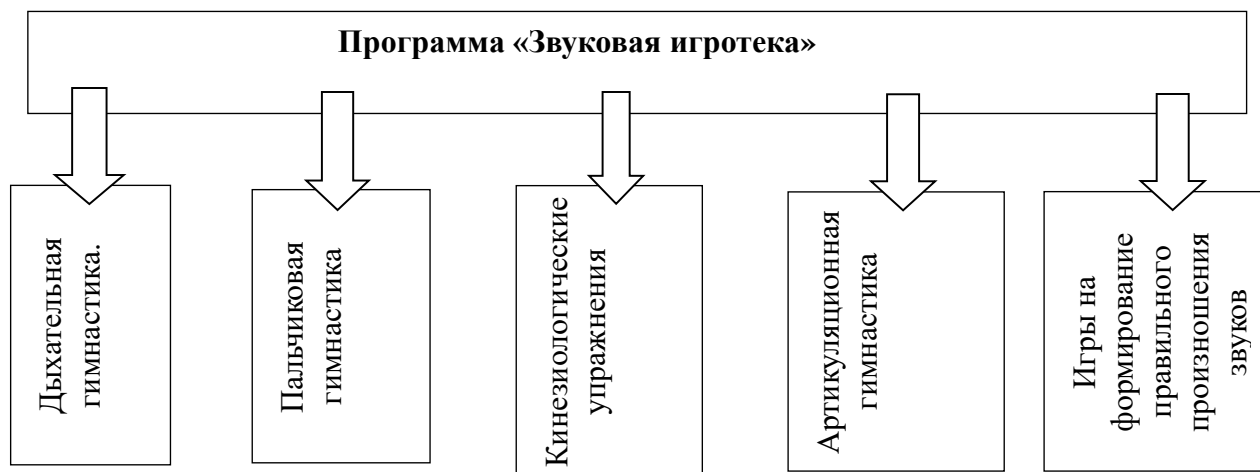 Программа «Звуковая игротека»
Дыхательная
гимнастика.
Пальчиковая
гимнастика
Кинезиологические
упражнения
Артикуляционная
гимнастика
Игры на
формирование
правильного
произношения
звуков